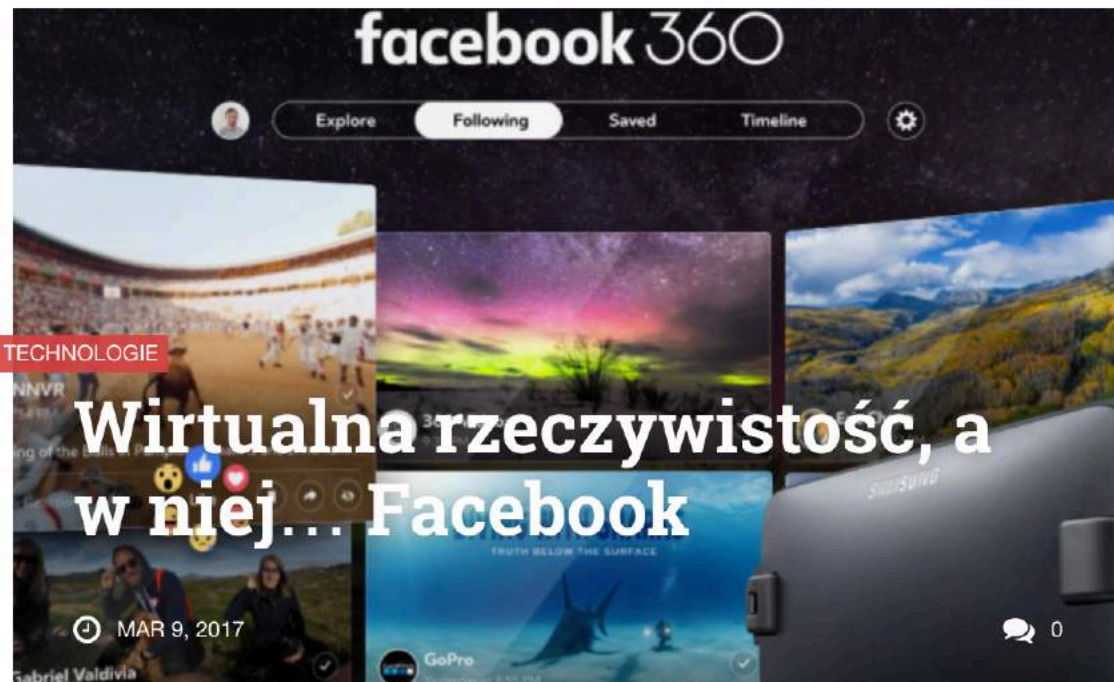 facebook 360
Explore
Following
Saved
Timeline
TECHNOLOGIE
NNVR
Wirtualna rzeczywistość, a
w niej... Facebook
SAMSUNG
TRUTH BELOW THE SURFACE
MAR 9, 2017
0
Gabriel Valdivia
GoPro